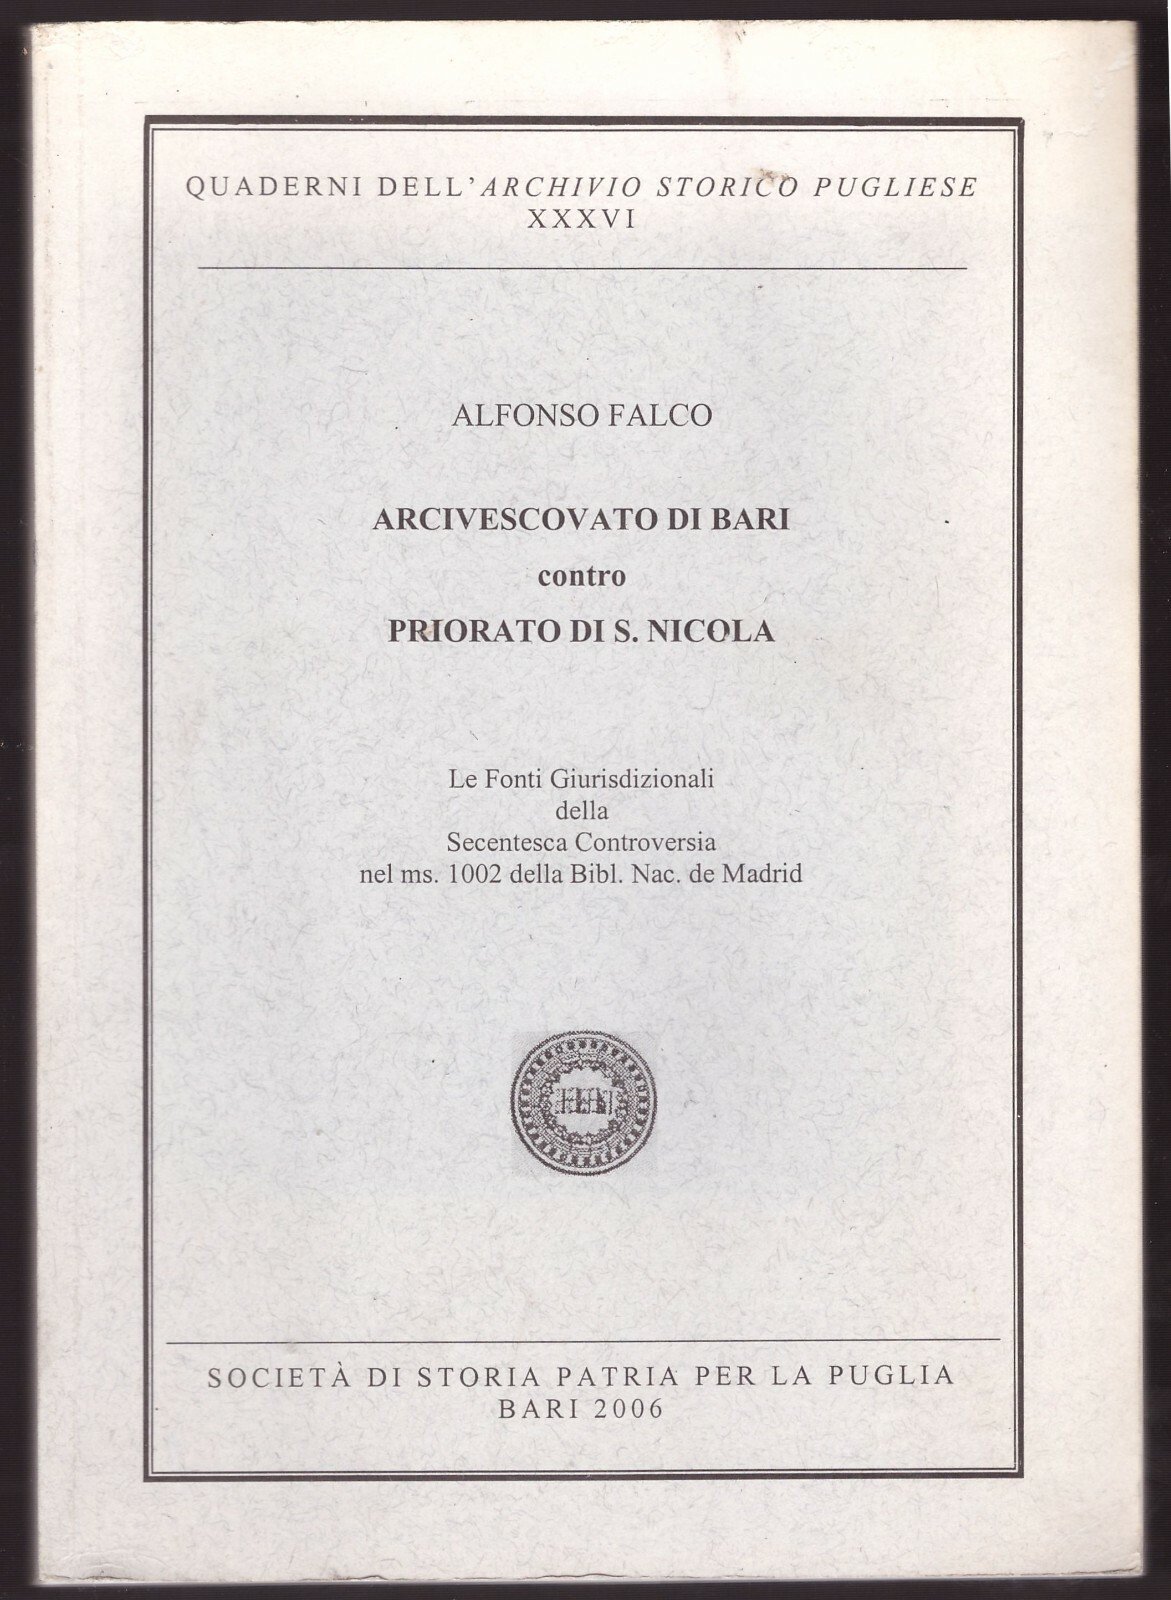 QUADERNI DELL'ARCHIVIO STORICO PUGLIESE
XXXVI
ALFONSO FALCO
ARCIVESCOVATO DI BARI
contro
PRIORATO DI S. NICOLA
Le Fonti Giurisdizionali
della
Secentesca Controversia
nel ms. 1002 della Bibl. Nac. de Madrid
SOCIETÀ DI STORIA PATRIA PER LA PUGLIA
BARI 2006